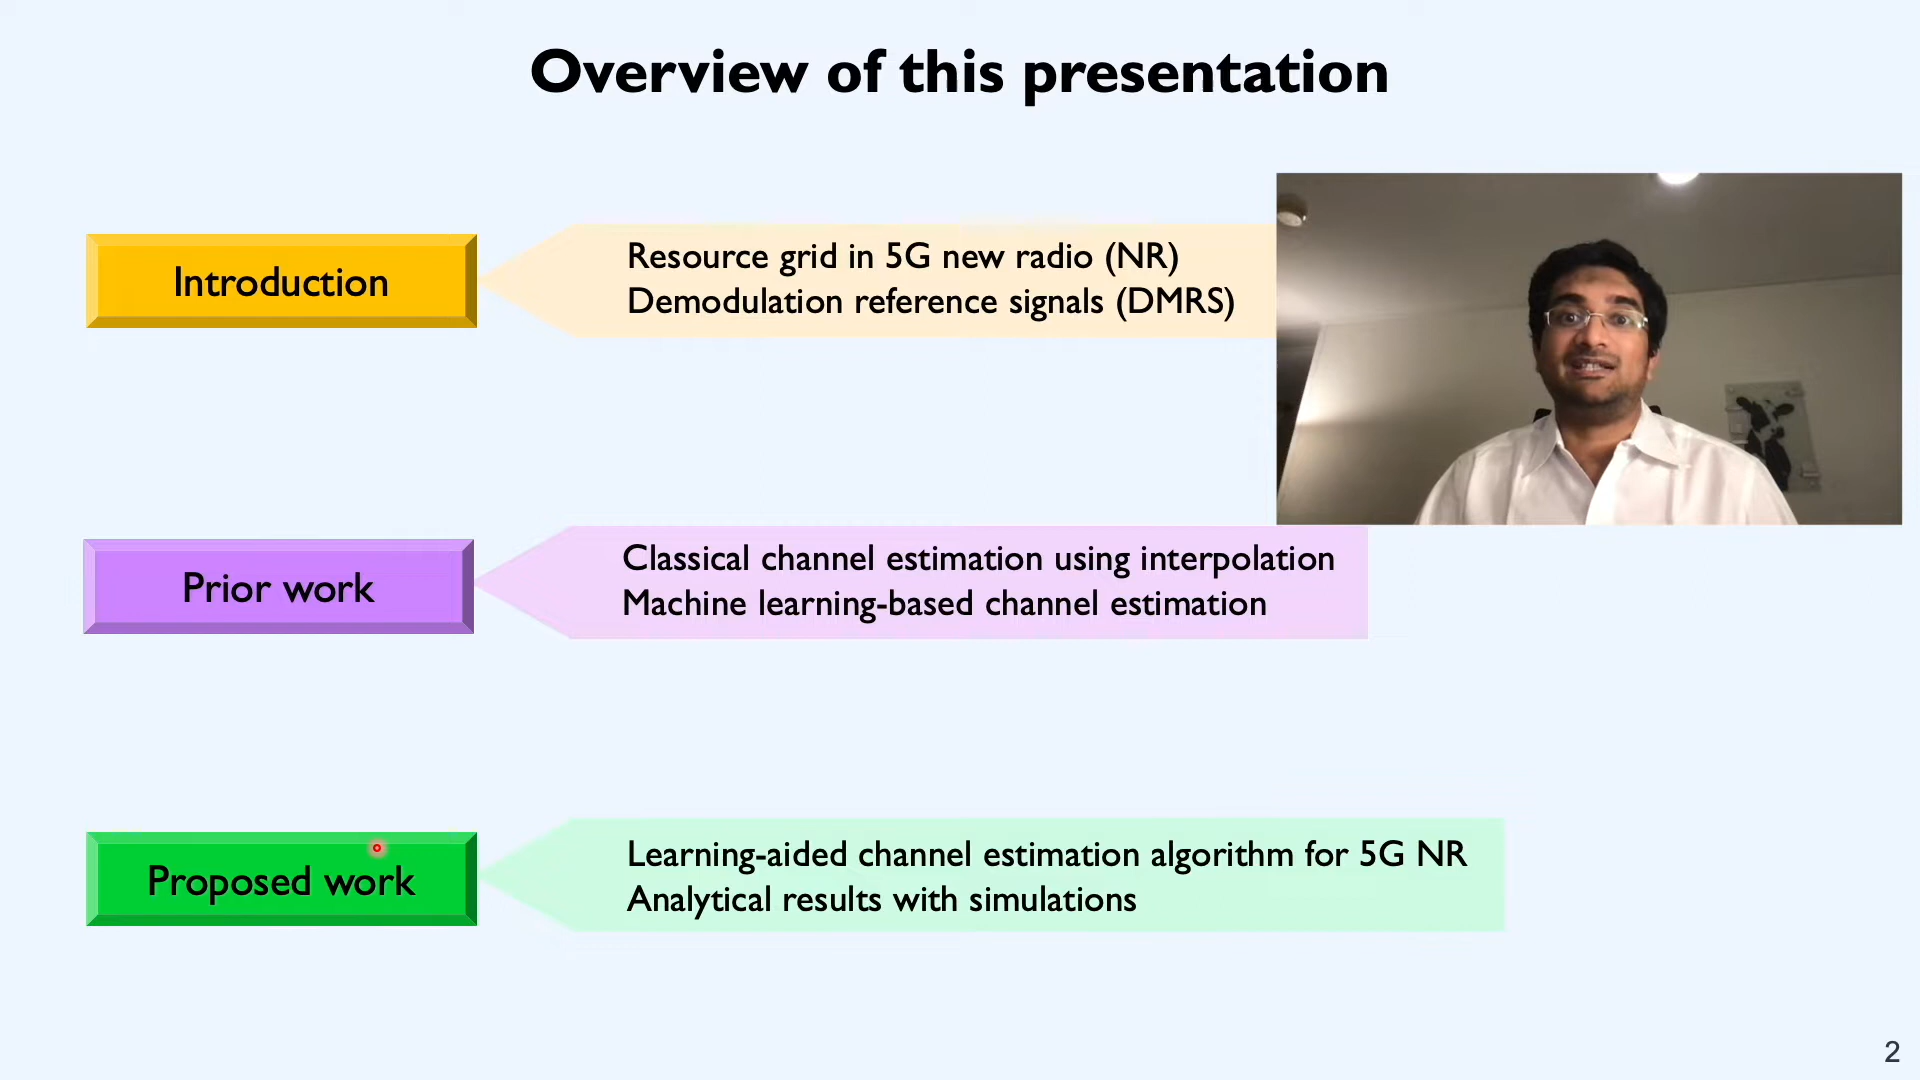 Overview of this presentation
Introduction
Resource grid in 5G new radio (NR)
Demodulation reference signals (DMRS)
Prior work
Classical channel estimation using interpolation
Machine learning-based channel estimation
Proposed work
Learning-aided channel estimation algorithm for 5G NR
Analytical results with simulations
2